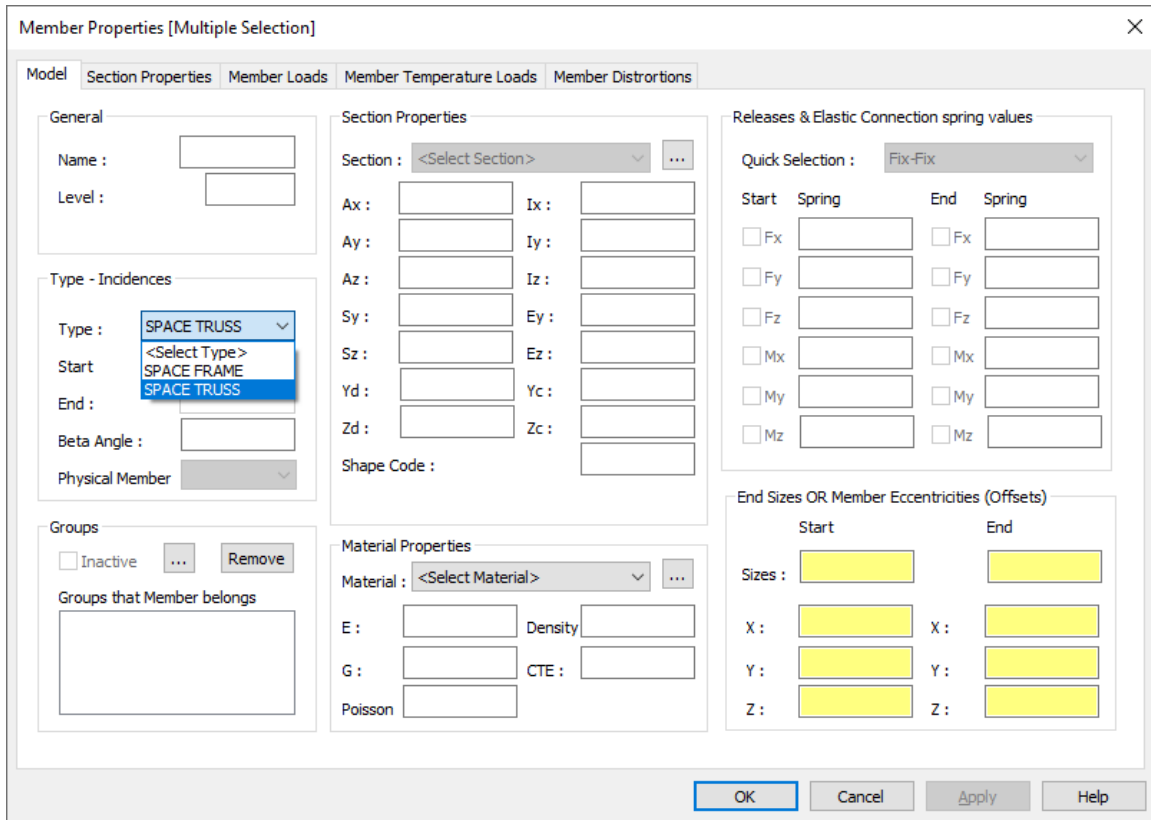 Member Properties [Multiple Selection]
Model Section Properties Member Loads Member Temperature Loads Member Distrortions
General
Name :
Level :
Type - Incidences
Type : SPACE TRUSS
<Select Type>
Start SPACE FRAME
SPACE TRUSS
End :
Beta Angle :
Physical Member
Groups
Inactive ... Remove
Groups that Member belongs
Section Properties
Section : <Select Section> ...
Ax : Ix :
Ay : Iy :
Az : Iz :
Sy : Ey :
Sz : Ez :
Yd : Yc :
Zd : Zc :
Shape Code :
Material Properties
Material : <Select Material> ...
E : Density
G : CTE :
Poisson
Releases & Elastic Connection spring values
Quick Selection : Fix-Fix
Start Spring End Spring
Fx Fx
Fy Fy
Fz Fz
Mx Mx
My My
Mz Mz
End Sizes OR Member Eccentricities (Offsets)
Start End
Sizes :
X : X :
Y : Y :
Z : Z :
OK Cancel Apply Help